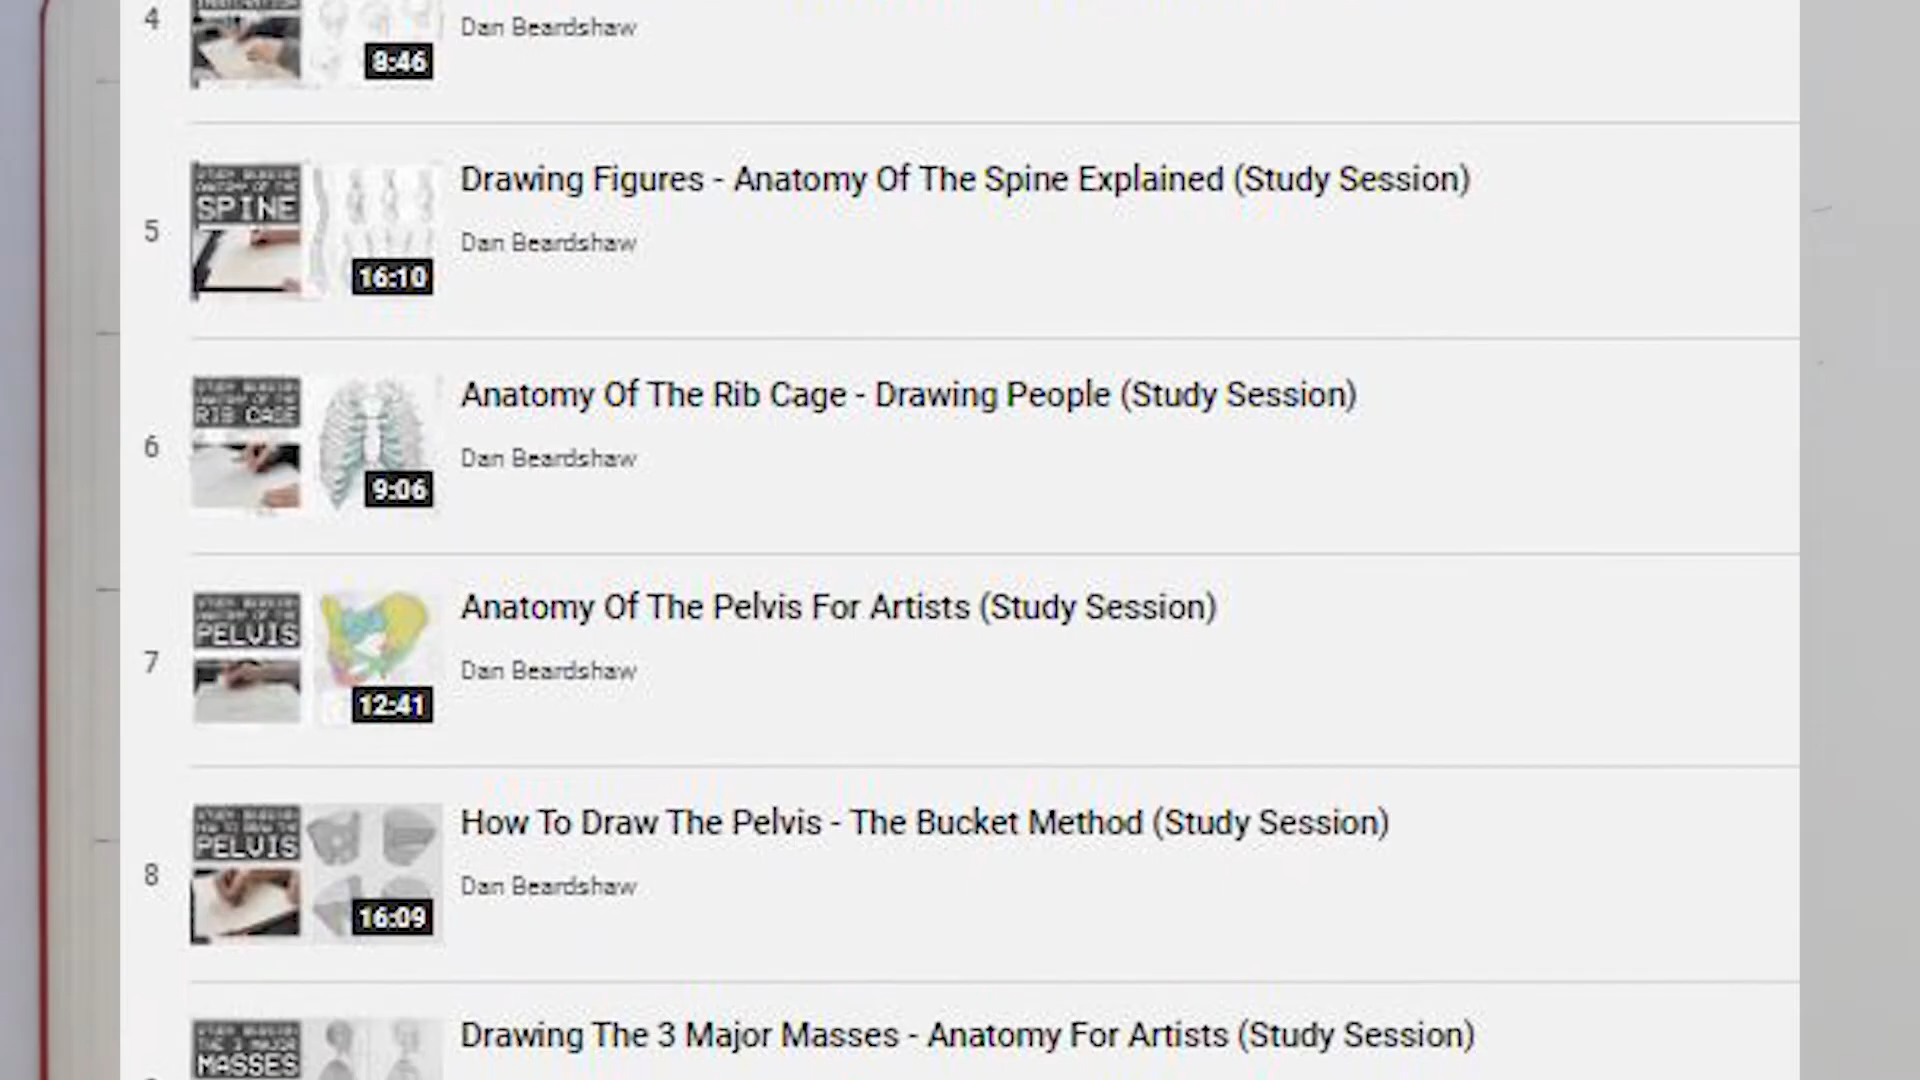 4
Dan Beardshaw
8:46
Drawing Figures - Anatomy Of The Spine Explained (Study Session)
SPINE
5
Dan Beardshaw
16:10
Anatomy Of The Rib Cage - Drawing People (Study Session)
RIB CAGE
6
Dan Beardshaw
9:06
Anatomy Of The Pelvis For Artists (Study Session)
PELVIS
7
Dan Beardshaw
12:41
How To Draw The Pelvis - The Bucket Method (Study Session)
PELVIS
8
Dan Beardshaw
16:09
Drawing The 3 Major Masses - Anatomy For Artists (Study Session)
MASSES